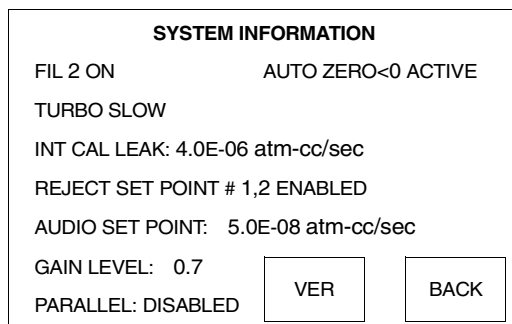 SYSTEM INFORMATION
FIL 2 ON AUTO ZERO<0 ACTIVE
TURBO SLOW
INT CAL LEAK: 4.0E-06 atm-cc/sec
REJECT SET POINT # 1,2 ENABLED
AUDIO SET POINT: 5.0E-08 atm-cc/sec
GAIN LEVEL: 0.7
PARALLEL: DISABLED
VER
BACK